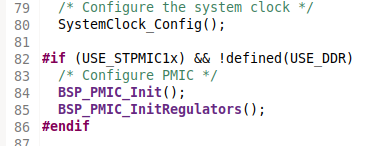 79 /* Configure the system clock */
80 SystemClock_Config();
81
82 #if (USE_STPMIC1x) && !defined(USE_DDR)
83 /* Configure PMIC */
84 BSP_PMIC_Init();
85 BSP_PMIC_InitRegulators();
86 #endif
87